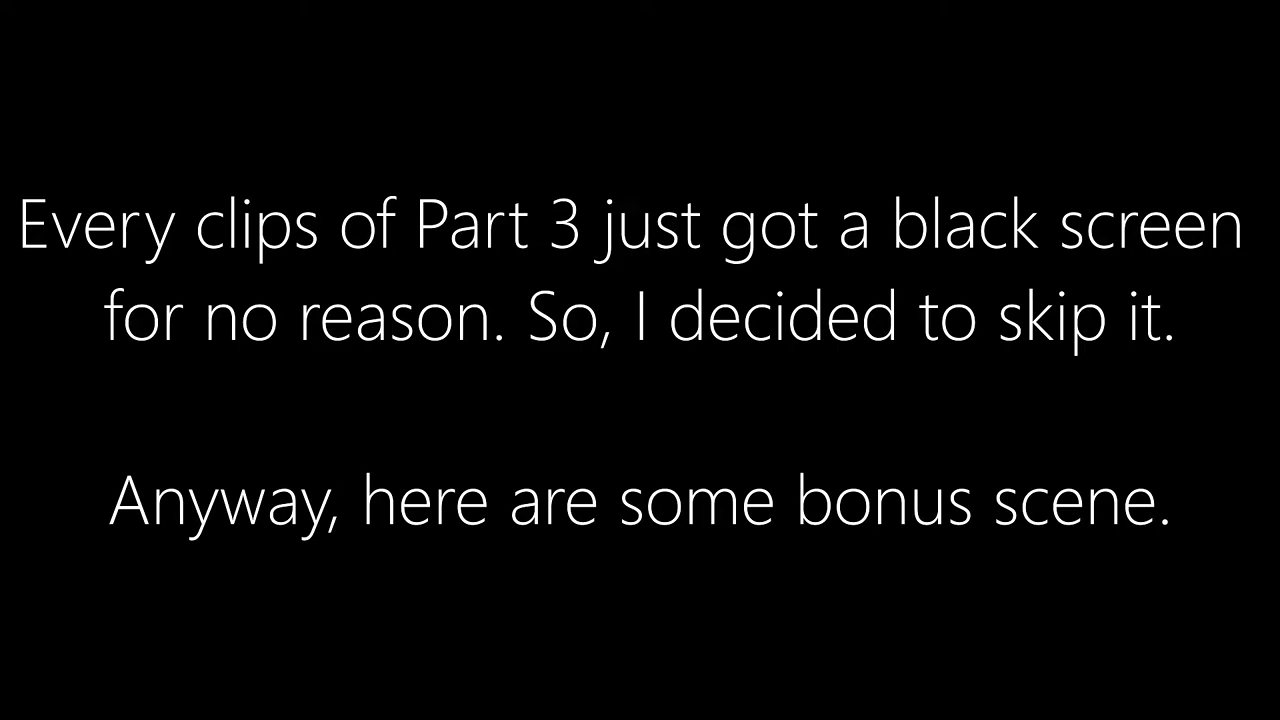 Every clips of Part 3 just got a black screen
for no reason. So, I decided to skip it.
Anyway, here are some bonus scene.